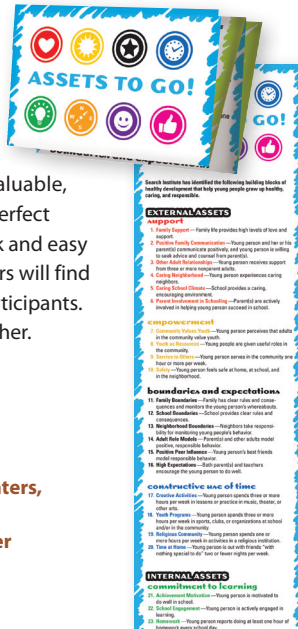 ASSETS TO GO!
GO!
aluable,
erfect
k and easy
rs will find
rticipants.
her.
ters,
er
Search Institute has identified the following building blocks of
healthy development that help young people grow up healthy,
caring, and responsible.
EXTERNAL ASSETS
support
1. Family Support—Family life provides high levels of love and
support.
2. Positive Family Communication—Young person and her or his
parent(s) communicate positively, and young person is willing
to seek advice and counsel from parent(s).
3. Other Adult Relationships—Young person receives support
from three or more nonparent adults.
4. Caring Neighborhood—Young person experiences caring
neighbors.
5. Caring School Climate—School provides a caring,
encouraging environment.
6. Parent Involvement in Schooling—Parent(s) are actively
involved in helping young person succeed in school.
empowerment
7. Community Values Youth—Young person perceives that adults
in the community value youth.
8. Youth as Resources—Young people are given useful roles in
the community.
9. Service to Others—Young person serves in the community one
hour or more per week.
10. Safety—Young person feels safe at home, at school, and
in the neighborhood.
boundaries and expectations
11. Family Boundaries—Family has clear rules and conse-
quences and monitors the young person's whereabouts.
12. School Boundaries—School provides clear rules and
consequences.
13. Neighborhood Boundaries—Neighbors take responsi-
bility for monitoring young people's behavior.
14. Adult Role Models—Parent(s) and other adults model
positive, responsible behavior.
15. Positive Peer Influence—Young person's best friends
model responsible behavior.
16. High Expectations—Both parent(s) and teachers
encourage the young person to do well.
constructive use of time
17. Creative Activities—Young person spends three or more
hours per week in lessons or practice in music, theater, or
other arts.
18. Youth Programs—Young person spends three or more
hours per week in sports, clubs, or organizations at school
and/or in the community.
19. Religious Community—Young person spends one or
more hours per week in activities in a religious institution.
20. Time at Home—Young person is out with friends "with
nothing special to do" two or fewer nights per week.
INTERNAL ASSETS
commitment to learning
21. Achievement Motivation—Young person is motivated to
do well in school.
22. School Engagement—Young person is actively engaged in
learning.
23. Homework—Young person reports doing at least one hour of
homework every school day.